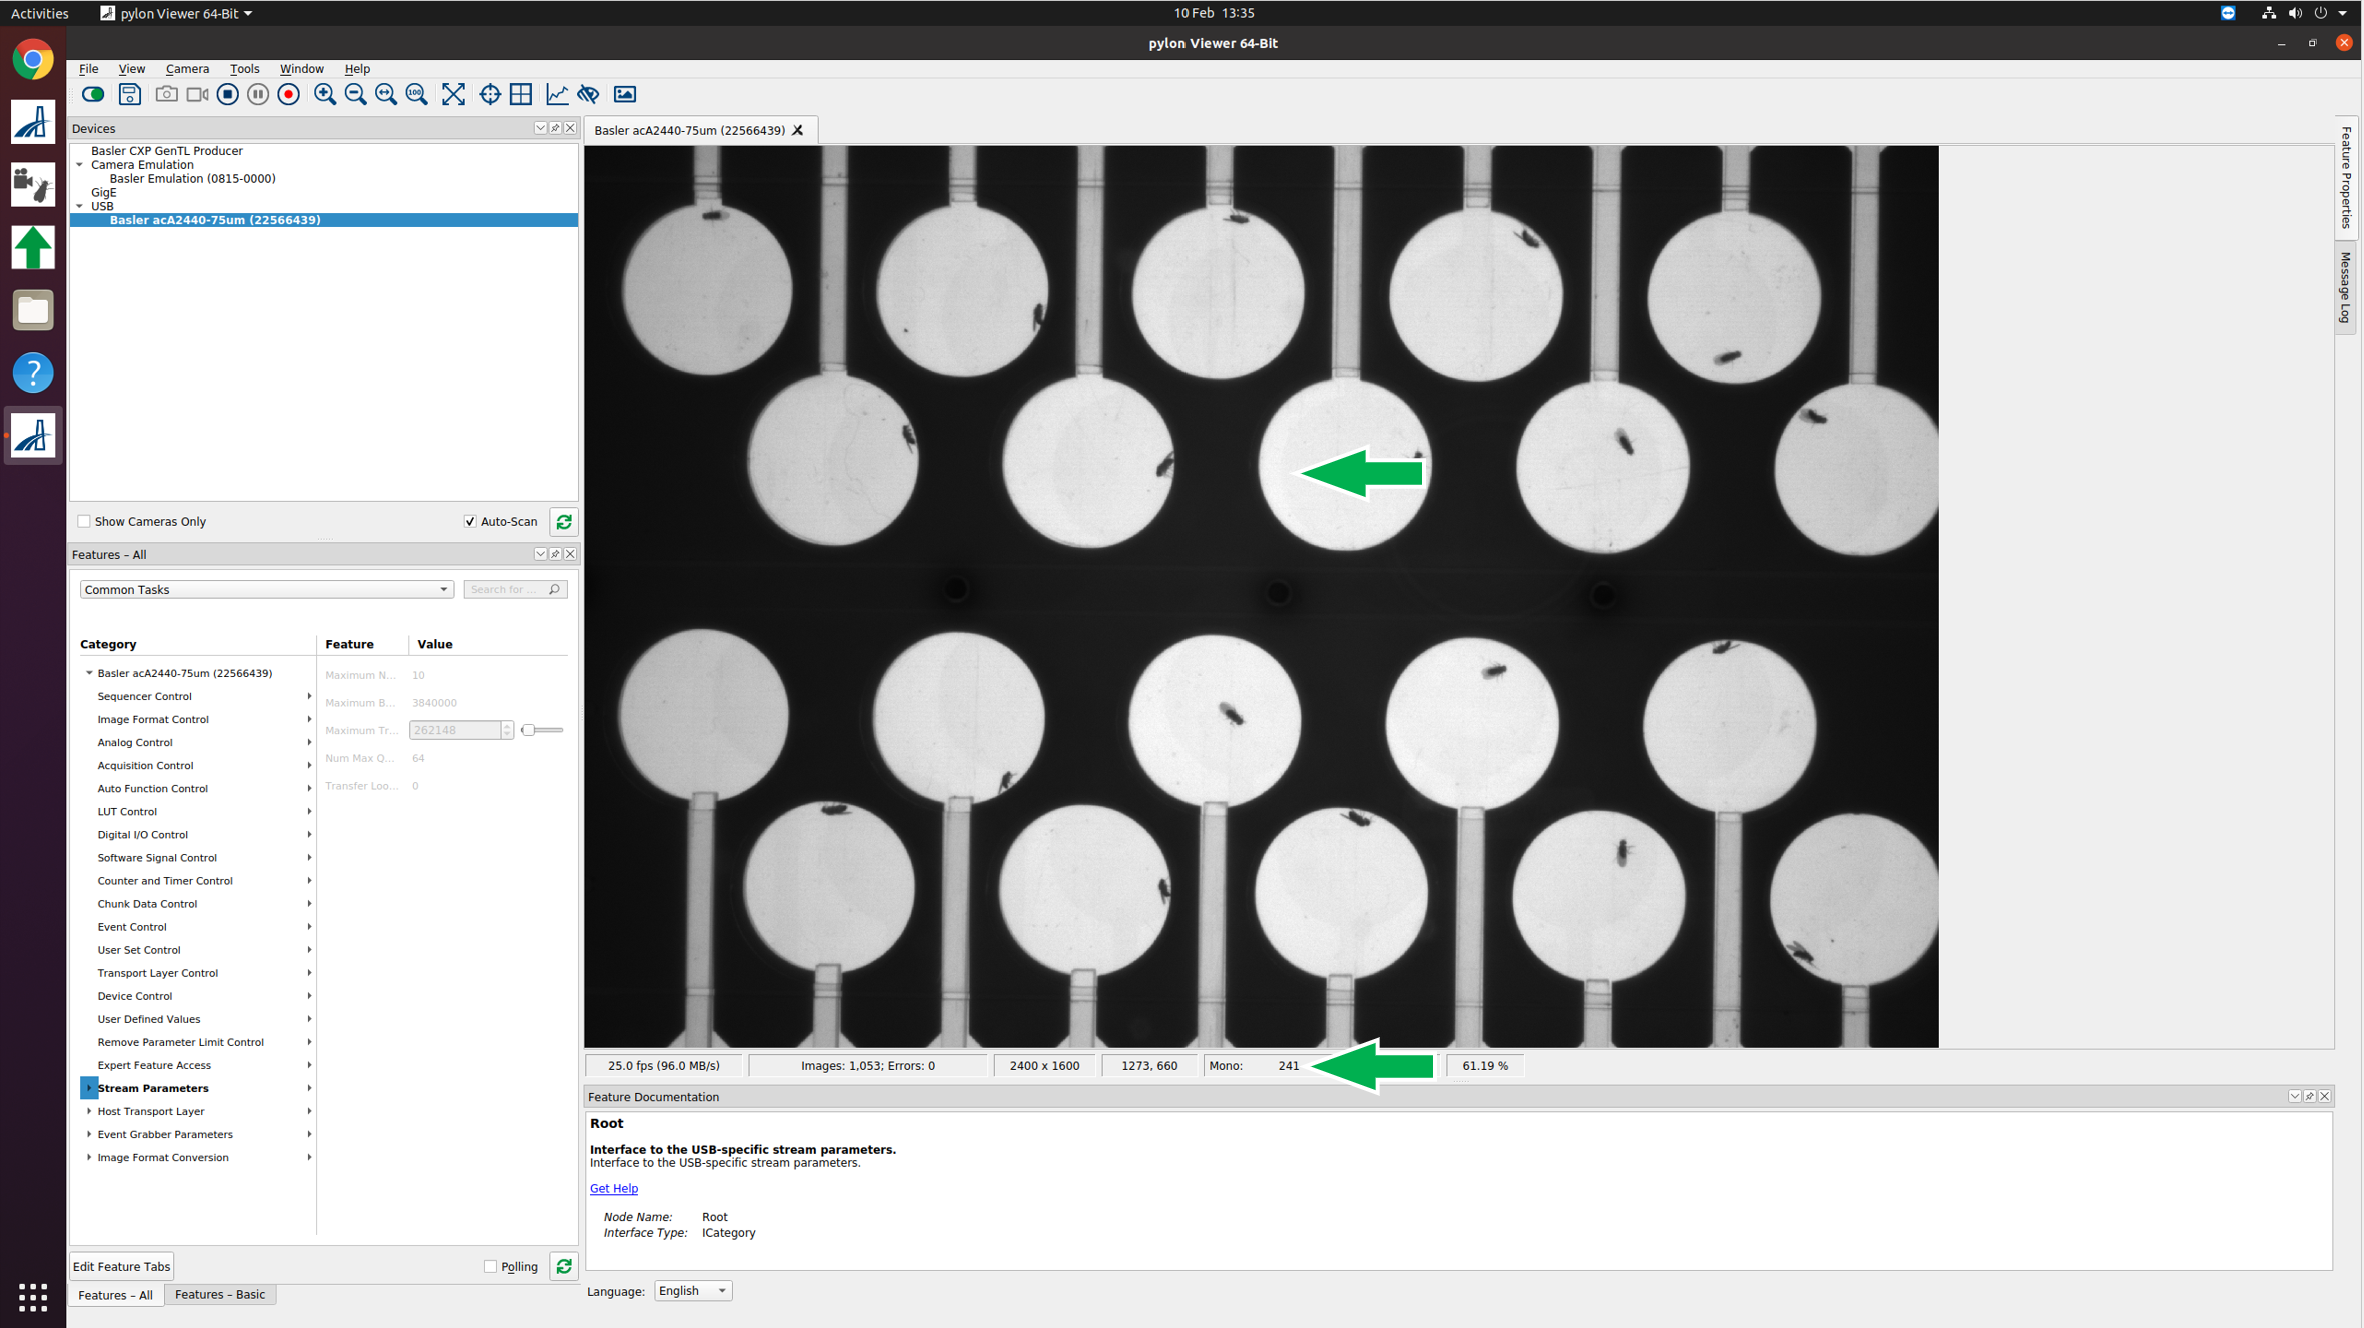 Activities pylon Viewer 64-Bit 10 Feb 13:35
pylon Viewer 64-Bit
File View Camera Tools Window Help
100
Devices
Basler CXP GenTL Producer
Camera Emulation
Basler Emulation (0815-0000)
GigE
USB
Basler acA2440-75um (22566439)
Show Cameras Only Auto-Scan
Features – All
Common Tasks Search for ...
Category Feature Value
Basler acA2440-75um (22566439)
Sequencer Control
Image Format Control
Analog Control
Acquisition Control
Auto Function Control
LUT Control
Digital I/O Control
Software Signal Control
Counter and Timer Control
Chunk Data Control
Event Control
User Set Control
Transport Layer Control
Device Control
User Defined Values
Remove Parameter Limit Control
Expert Feature Access
Stream Parameters
Host Transport Layer
Event Grabber Parameters
Image Format Conversion
Maximum N... 10
Maximum B... 3840000
Maximum Tr... 262148
Num Max Q... 64
Transfer Loo... 0
Edit Feature Tabs Polling
Features – All Features – Basic
Basler acA2440-75um (22566439)
25.0 fps (96.0 MB/s) Images: 1,053; Errors: 0 2400 x 1600 1273, 660 Mono: 241 61.19 %
Feature Documentation
Root
Interface to the USB-specific stream parameters.
Interface to the USB-specific stream parameters.
Get Help
Node Name: Root
Interface Type: ICategory
Language: English
Feature Properties
Message Log